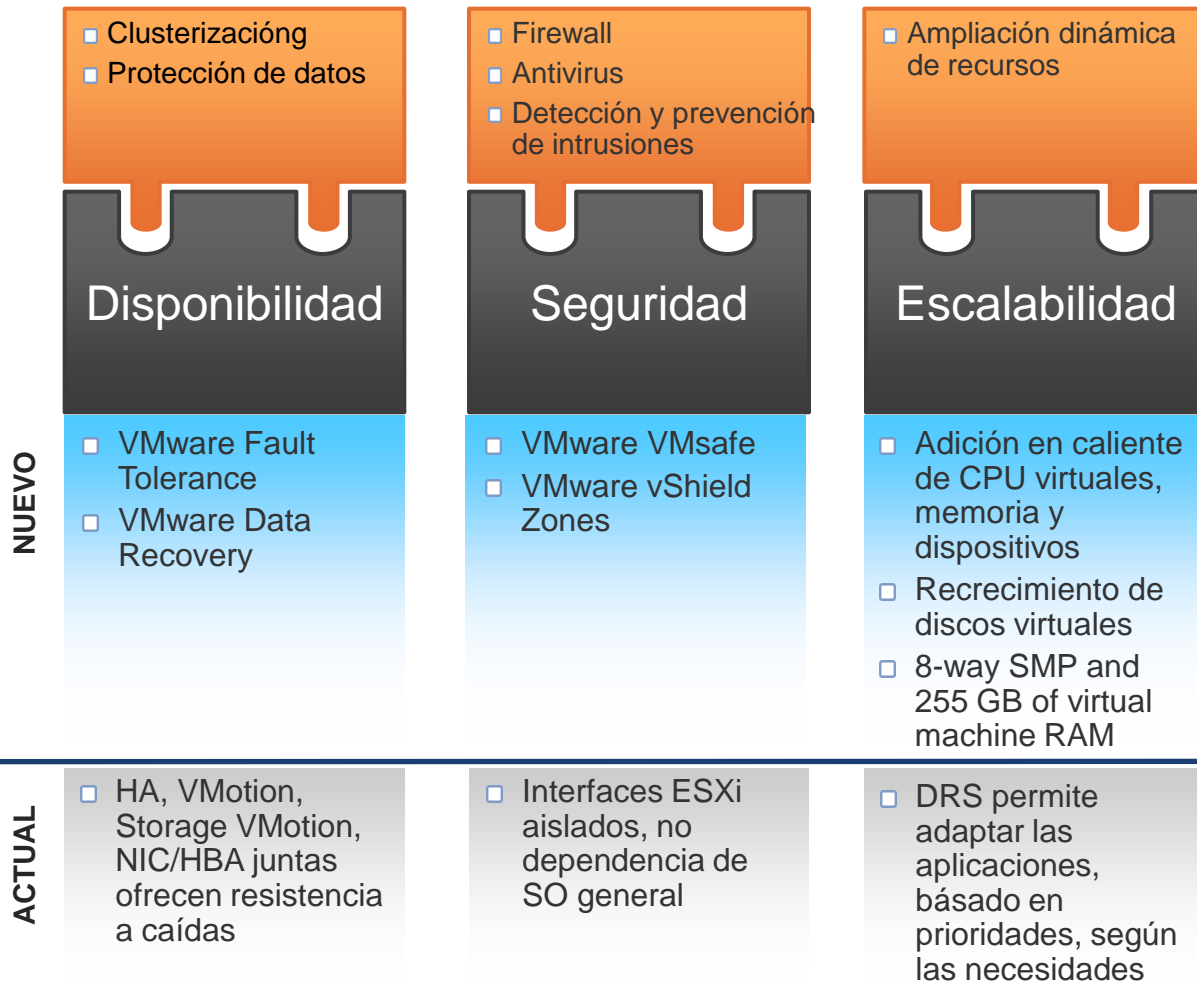 Clusterizacióng
Protección de datos
Firewall
Antivirus
Detección y prevención
de intrusiones
Ampliación dinámica
de recursos
Disponibilidad
Seguridad
Escalabilidad
NUEVO
VMware Fault
Tolerance
VMware Data
Recovery
VMware VMsafe
VMware vShield
Zones
Adición en caliente
de CPU virtuales,
memoria y
dispositivos
Recrecimiento de
discos virtuales
8-way SMP and
255 GB of virtual
machine RAM
ACTUAL
HA, VMotion,
Storage VMotion,
NIC/HBA juntas
ofrecen resistencia
a caídas
Interfaces ESXi
aislados, no
dependencia de
SO general
DRS permite
adaptar las
aplicaciones,
básado en
prioridades, según
las necesidades